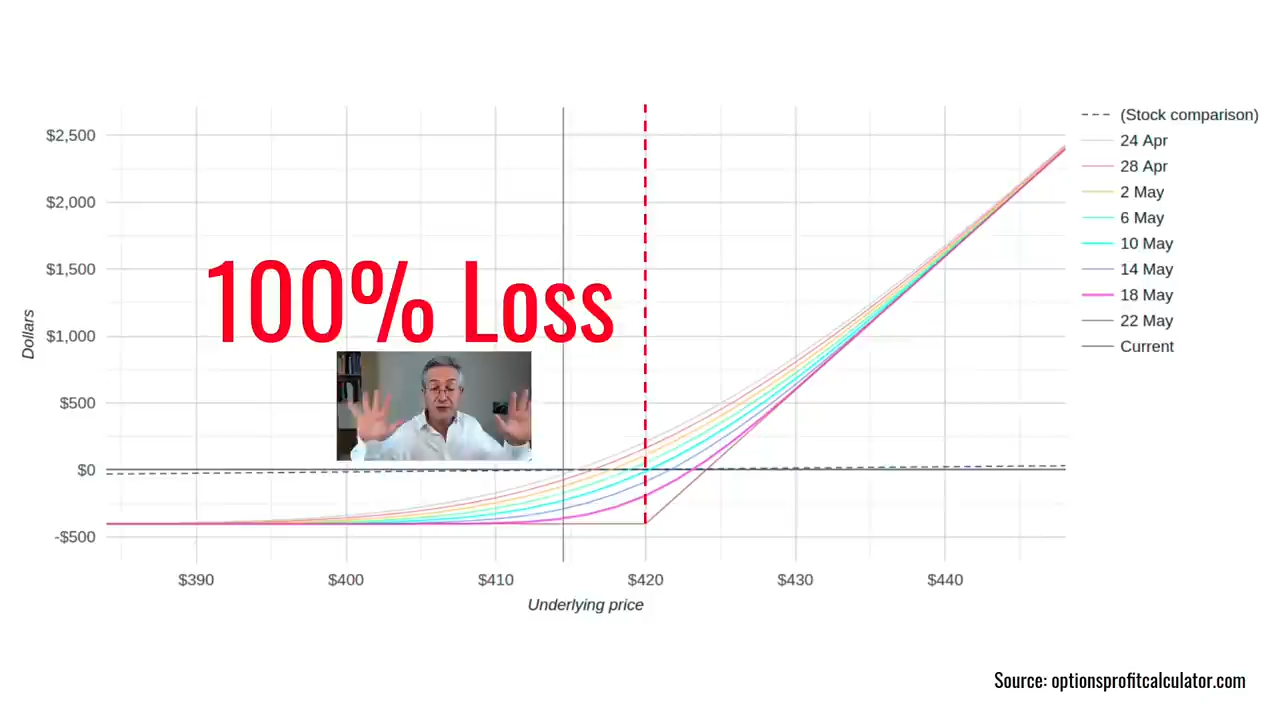 (Stock comparison)
24 Apr
28 Apr
2 May
6 May
10 May
14 May
18 May
22 May
Current
$2,500
$2,000
$1,500
$1,000
$500
$0
-$500
Dollars
100% Loss
$390
$400
$410
$420
$430
$440
Underlying price
Source: optionsprofitcalculator.com